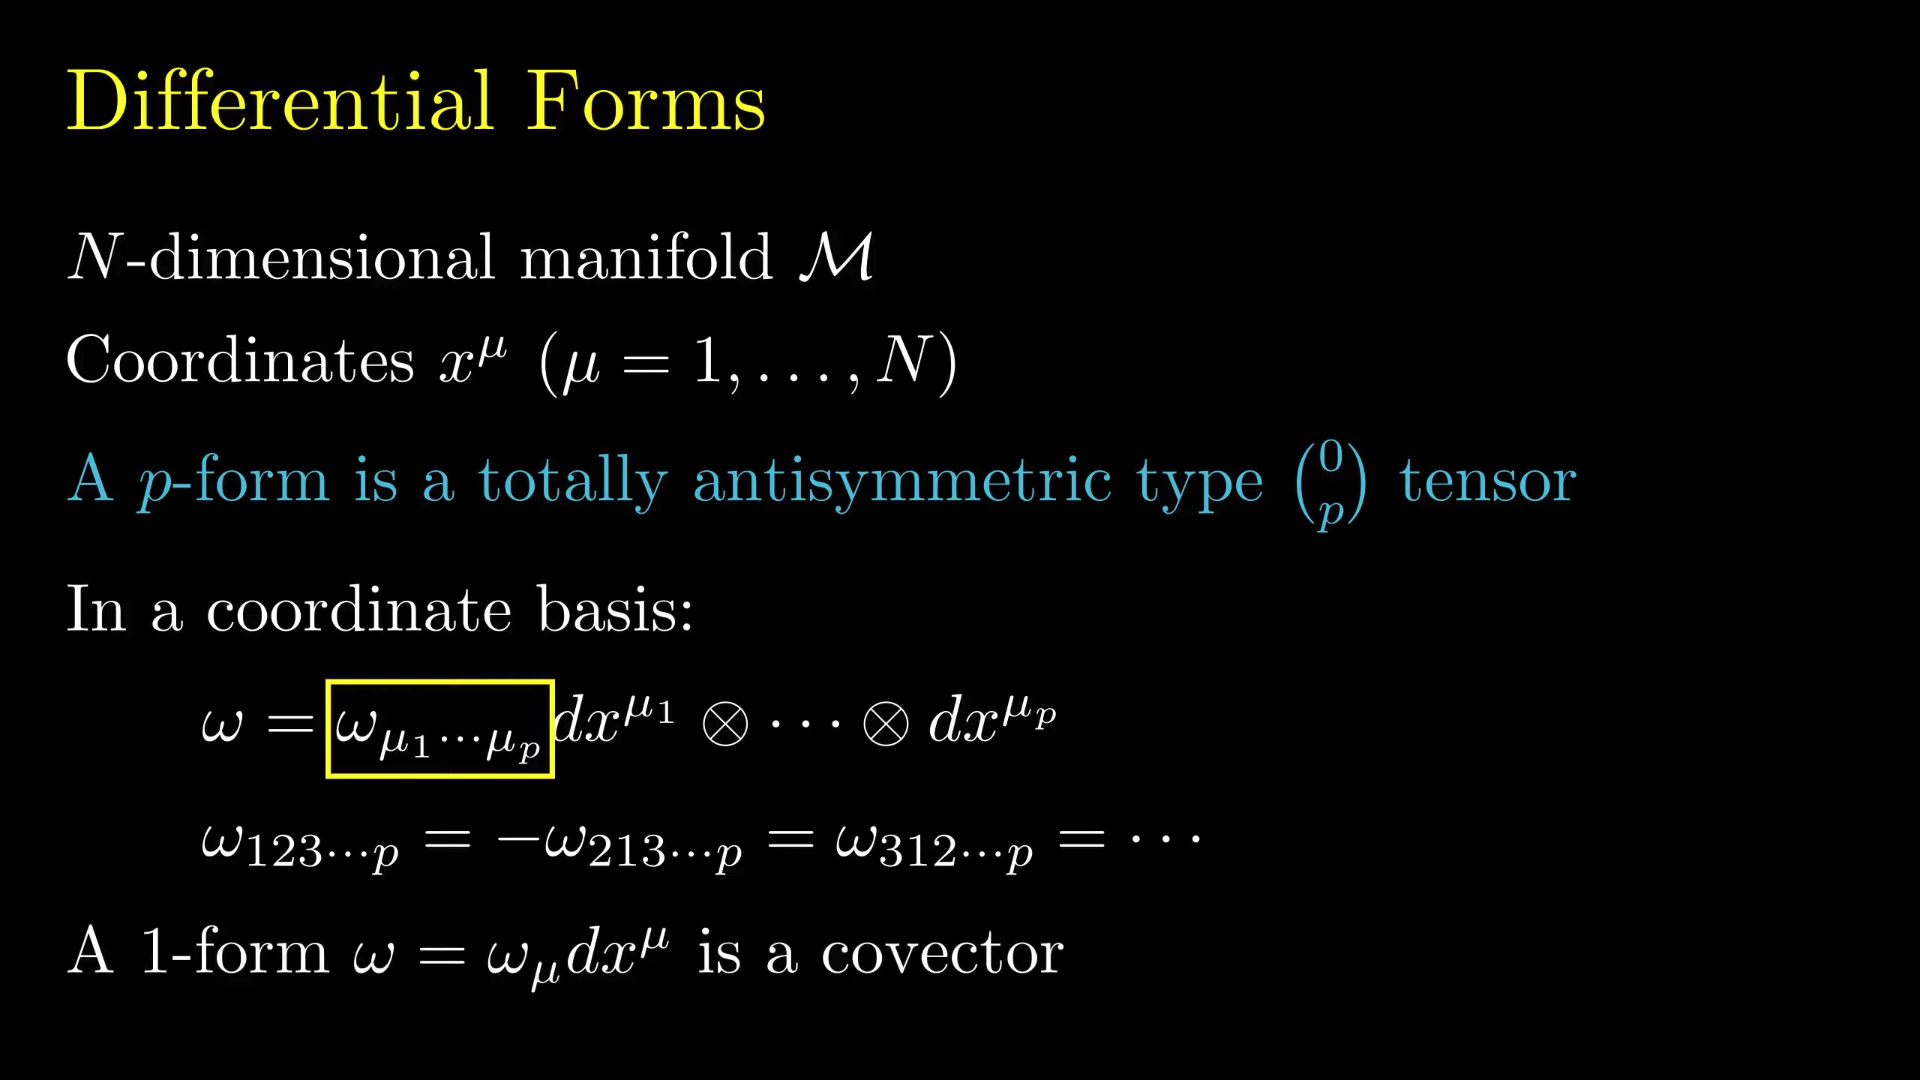 Differential Forms
N-dimensional manifold ℳ
Coordinates x^μ (μ = 1, . . . , N)
A p-form is a totally antisymmetric type (0 p) tensor
In a coordinate basis:
ω = ω_{μ₁⋯μₚ} dx^{μ₁} ⊗ ⋯ ⊗ dx^{μₚ}
ω_{123⋯p} = −ω_{213⋯p} = ω_{312⋯p} = ⋯
A 1-form ω = ω_μ dx^μ is a covector